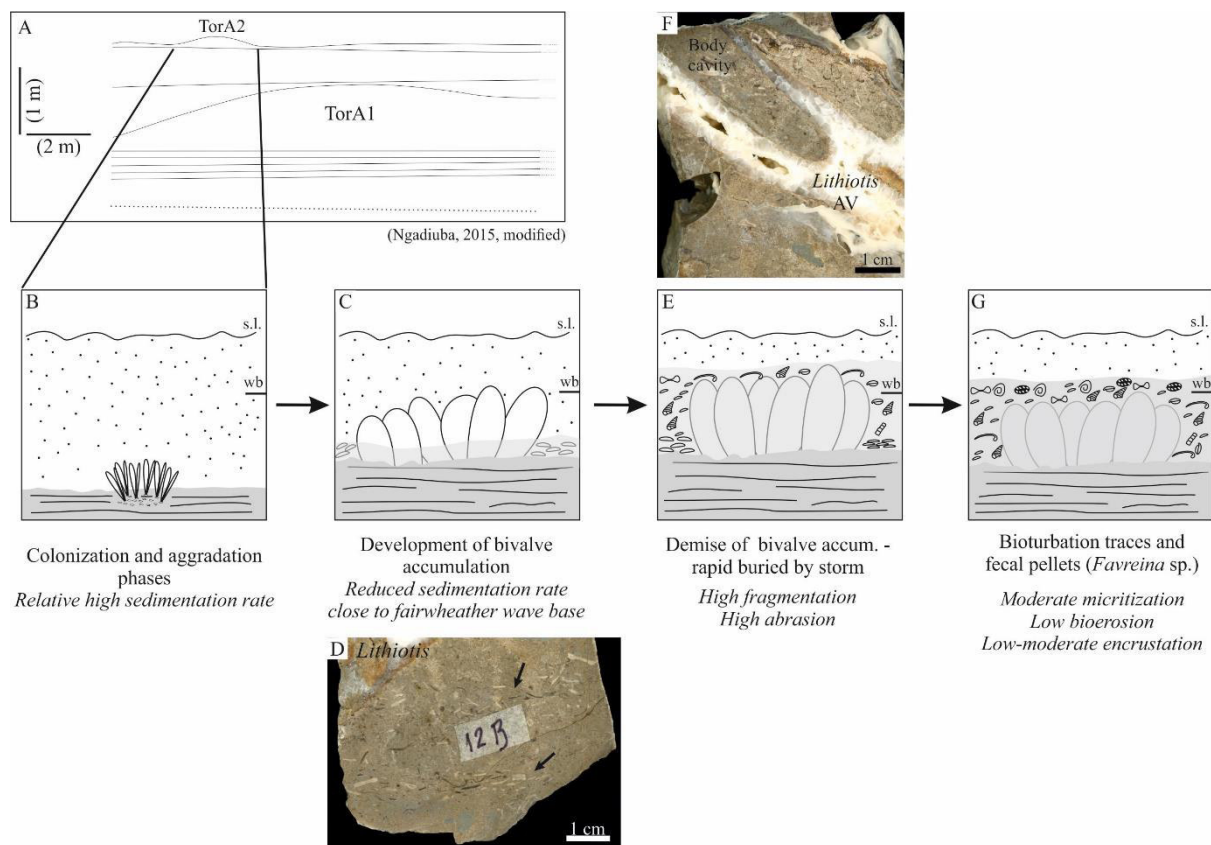 A
TorA2
(1 m)
TorA1
(2 m)
(Ngadiuba, 2015, modified)
F
Body
cavity
Lithiotis
AV
1 cm
B
s.l.
wb
Colonization and aggradation
phases
Relative high sedimentation rate
C
s.l.
wb
Development of bivalve
accumulation
Reduced sedimentation rate
close to fairwheather wave base
D
Lithiotis
12 B
1 cm
E
s.l.
wb
Demise of bivalve accum. -
rapid buried by storm
High fragmentation
High abrasion
G
s.l.
wb
Bioturbation traces and
fecal pellets (Favreina sp.)
Moderate micritization
Low bioerosion
Low-moderate encrustation